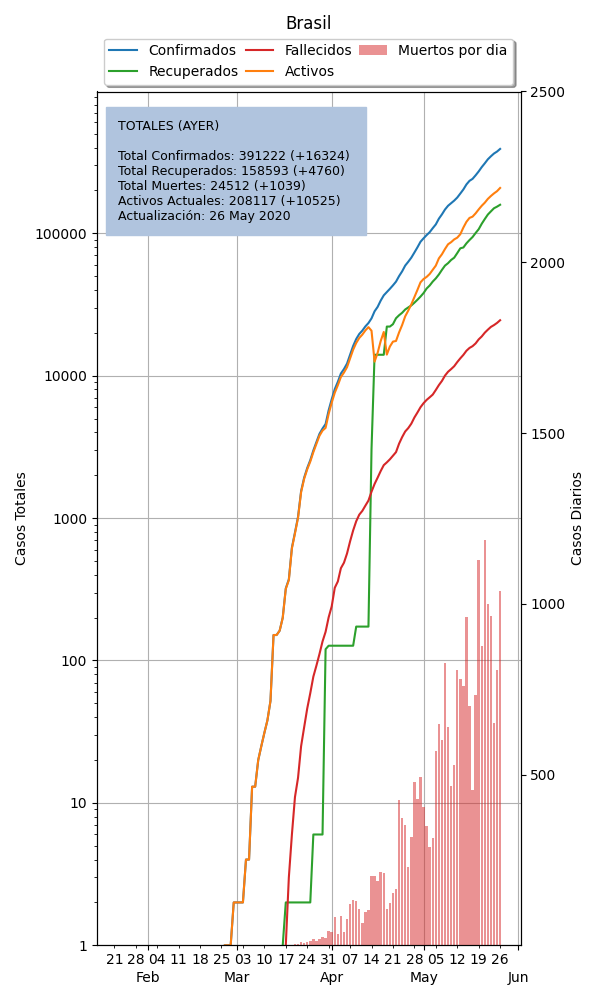 Brasil
Confirmados Fallecidos Muertos por dia
Recuperados Activos
TOTALES (AYER)
Total Confirmados: 391222 (+16324)
Total Recuperados: 158593 (+4760)
Total Muertes: 24512 (+1039)
Activos Actuales: 208117 (+10525)
Actualización: 26 May 2020
Casos Totales
100000
10000
1000
100
10
1
2500
2000
1500
1000
500
Casos Diarios
21 28 04 11 18 25 03 10 17 24 31 07 14 21 28 05 12 19 26
Feb Mar Apr May Jun